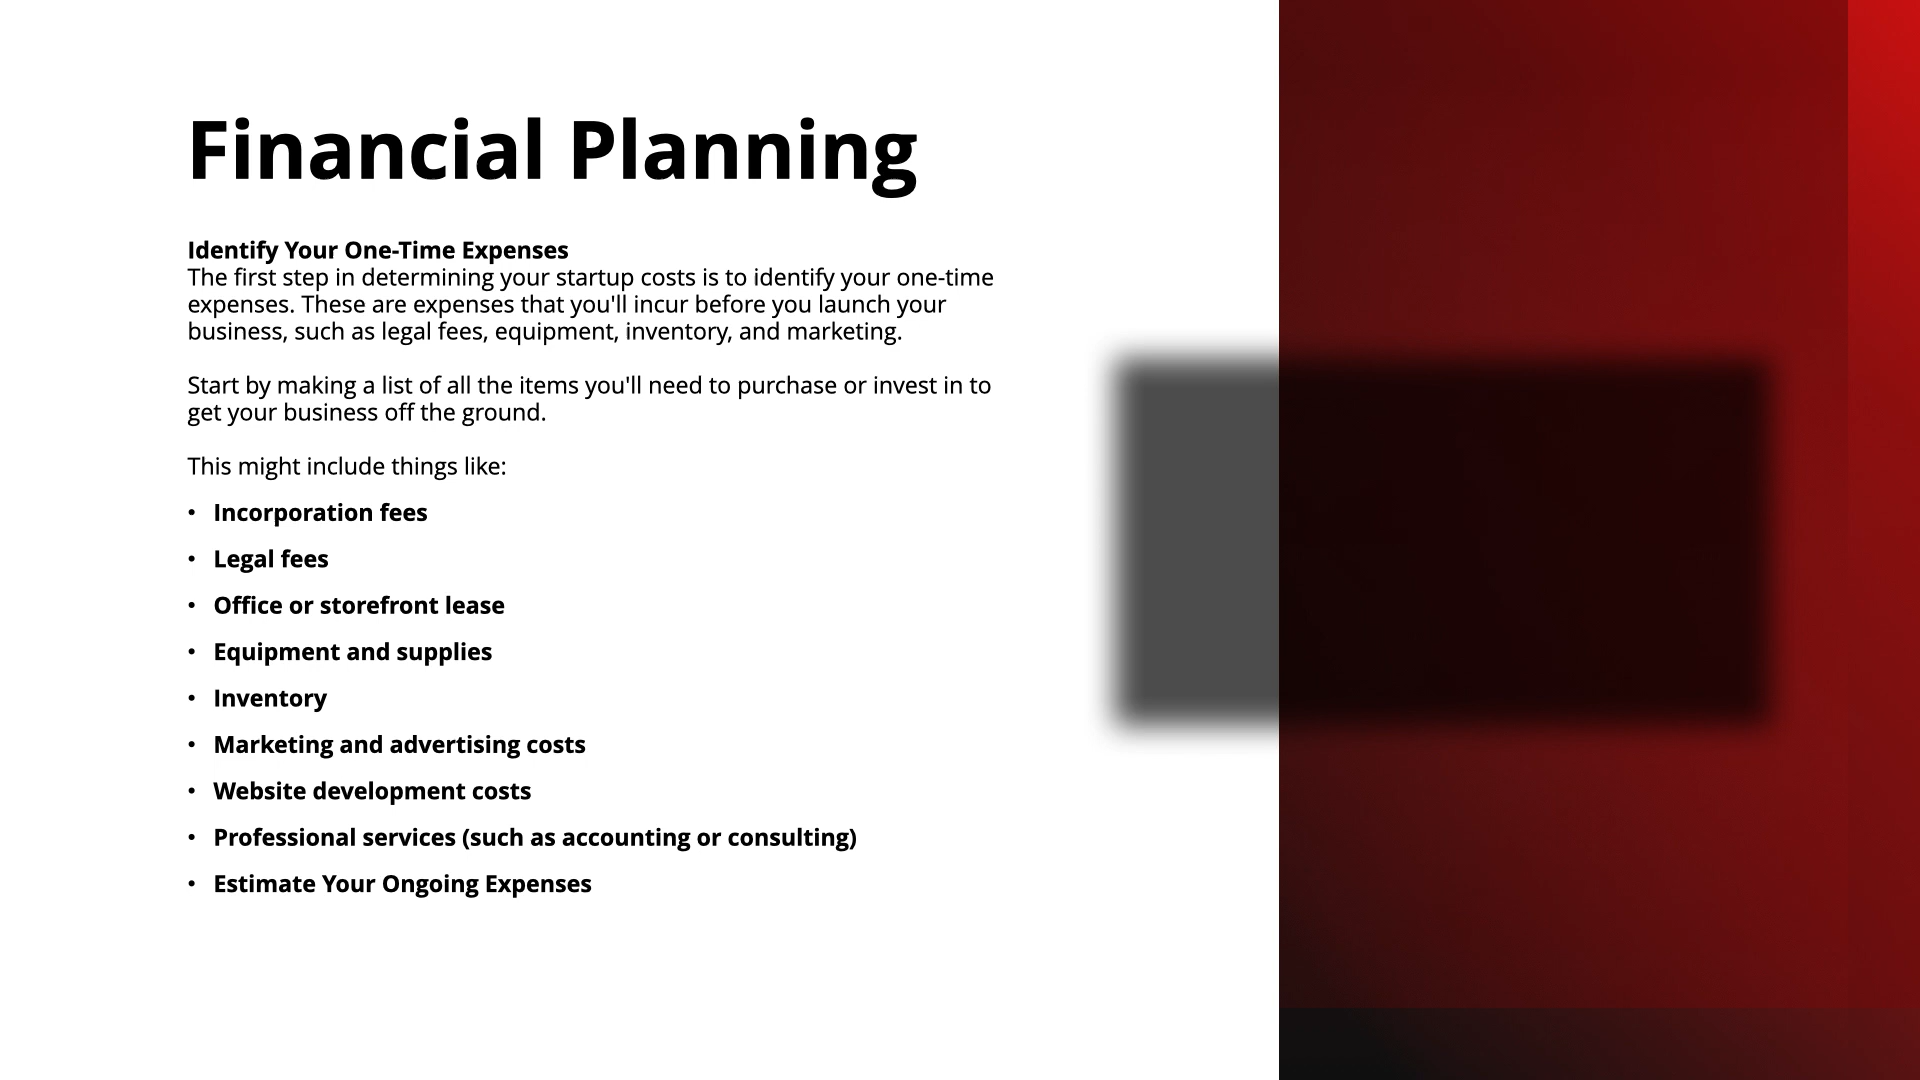 Financial Planning
Identify Your One-Time Expenses
The first step in determining your startup costs is to identify your one-time
expenses. These are expenses that you'll incur before you launch your
business, such as legal fees, equipment, inventory, and marketing.
Start by making a list of all the items you'll need to purchase or invest in to
get your business off the ground.
This might include things like:
• Incorporation fees
• Legal fees
• Office or storefront lease
• Equipment and supplies
• Inventory
• Marketing and advertising costs
• Website development costs
• Professional services (such as accounting or consulting)
• Estimate Your Ongoing Expenses